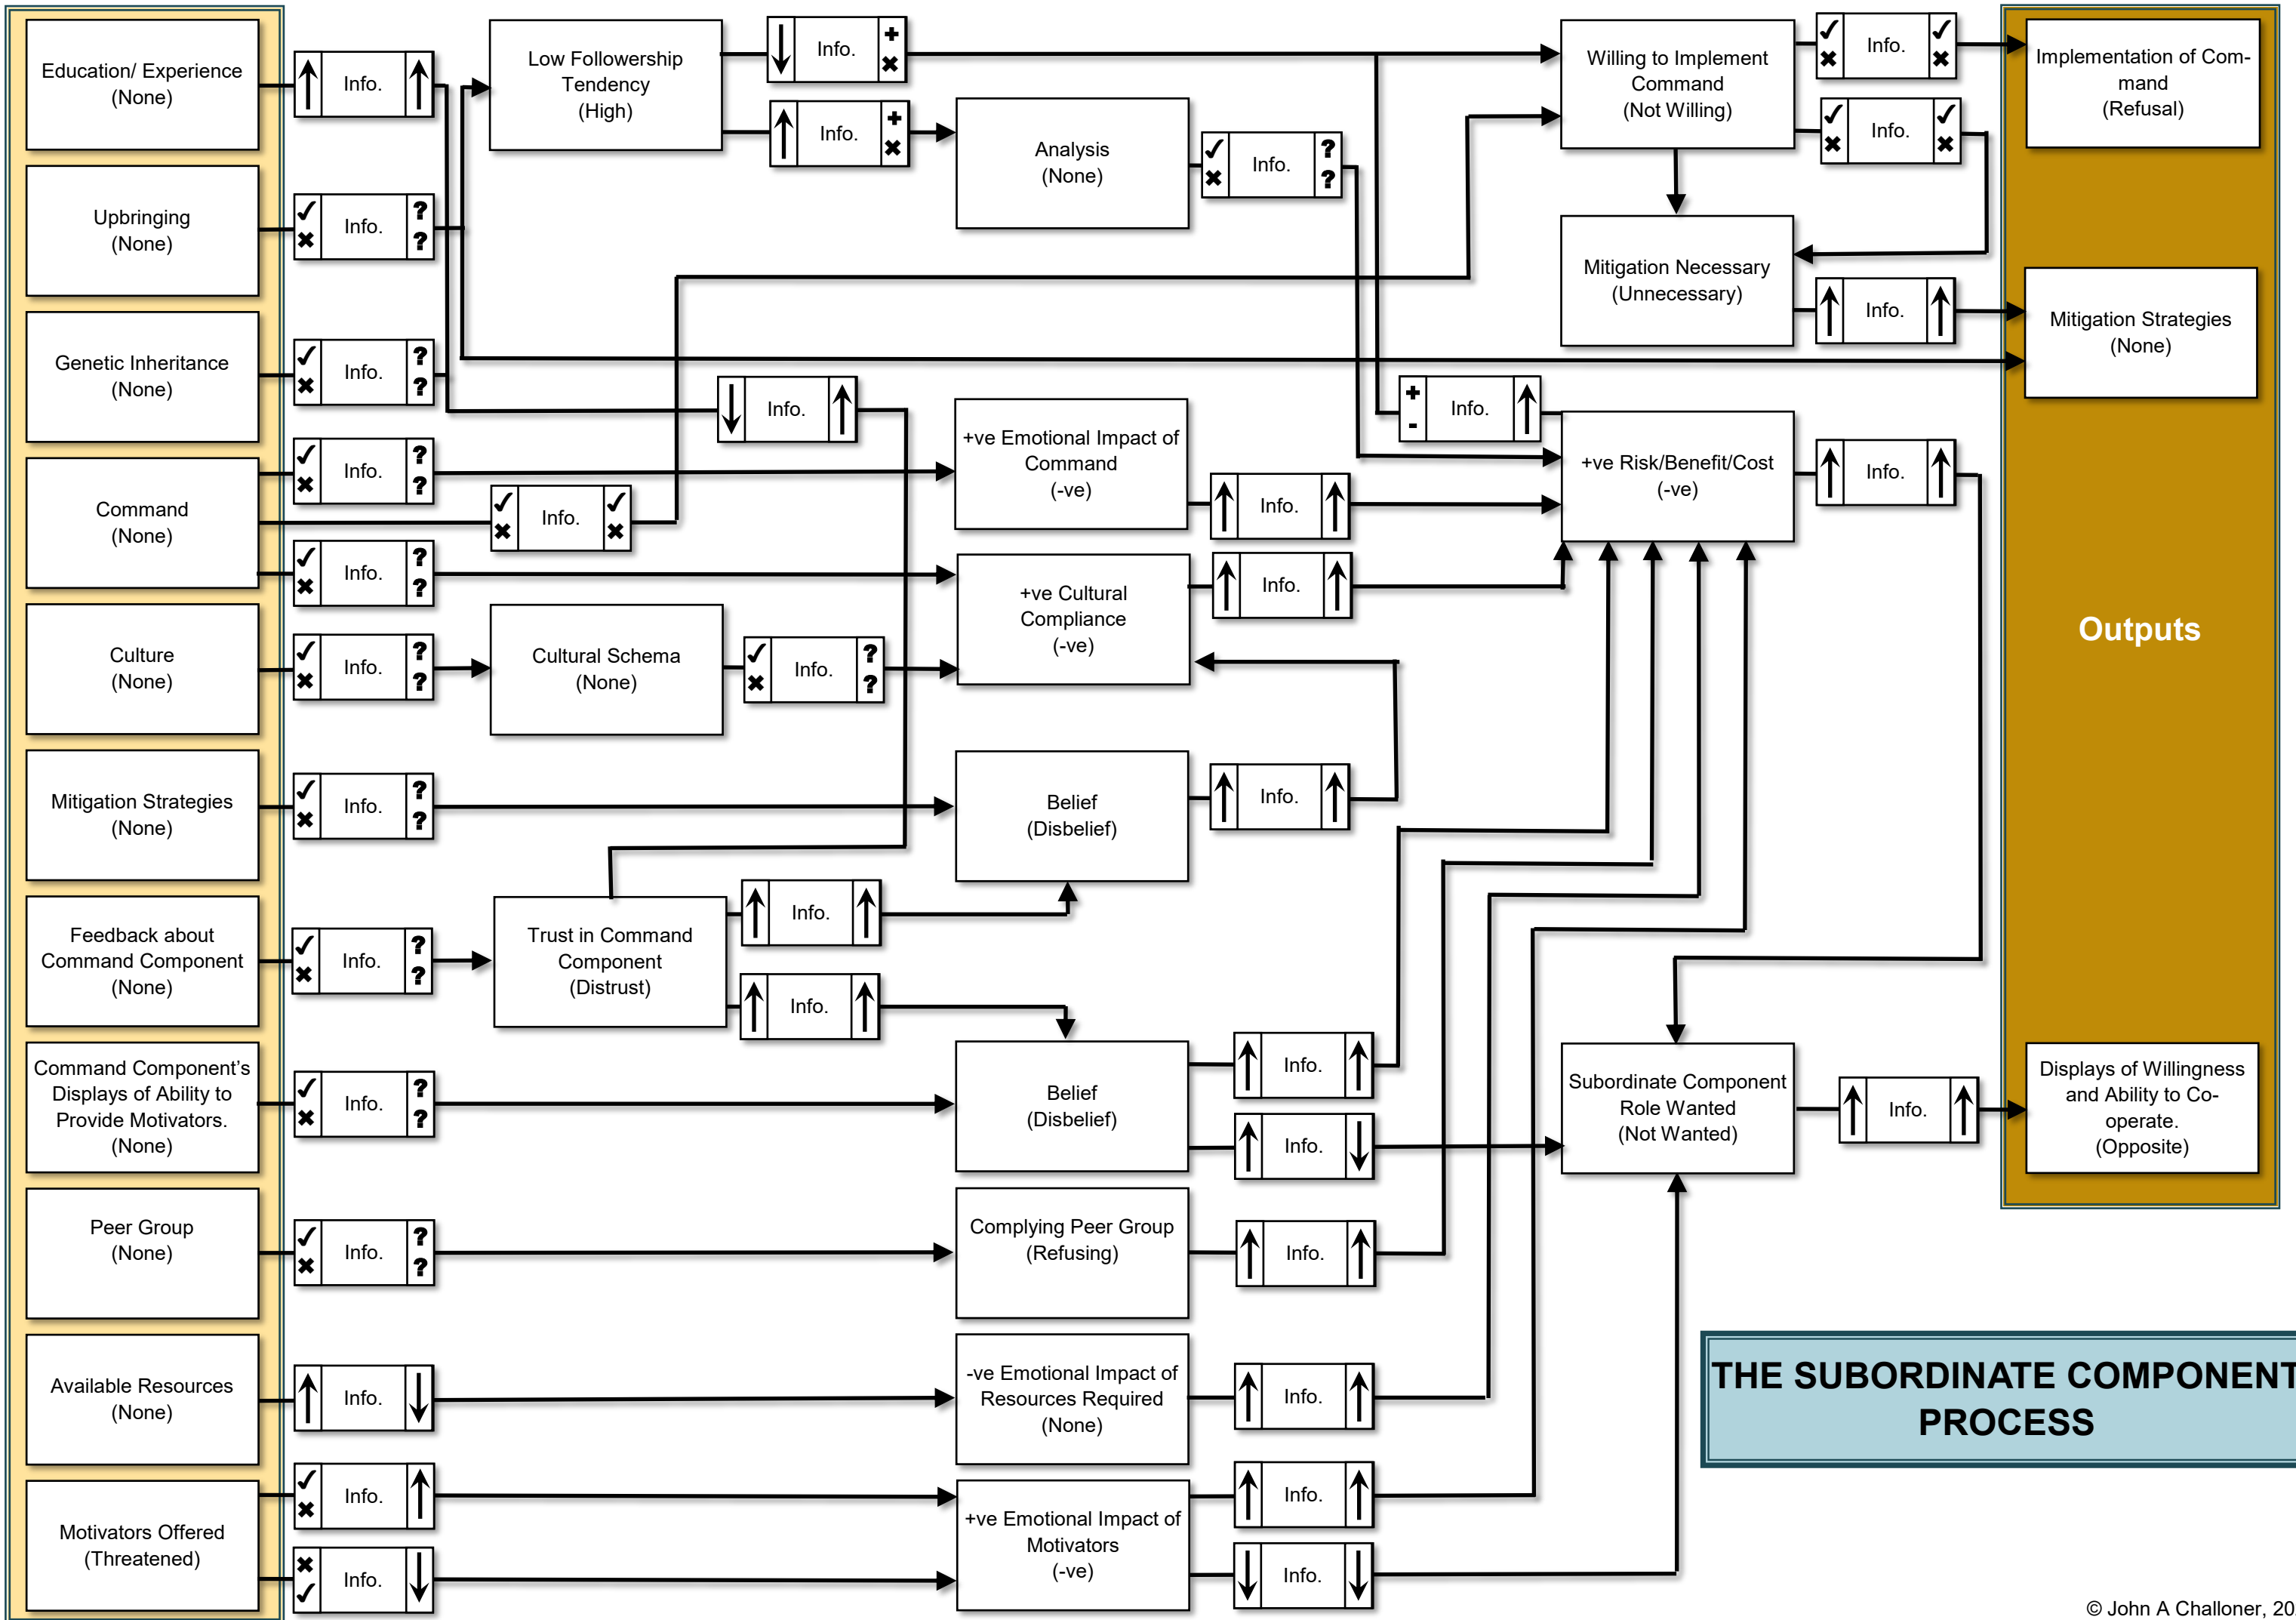 Education/ Experience
(None)
Upbringing
(None)
Genetic Inheritance
(None)
Command
(None)
Culture
(None)
Mitigation Strategies
(None)
Feedback about
Command Component
(None)
Command Component’s
Displays of Ability to
Provide Motivators.
(None)
Peer Group
(None)
Available Resources
(None)
Motivators Offered
(Threatened)
Info.
Info.
? ?
Info.
? ?
Info.
? ?
Info.
Info.
? ?
Info.
? ?
Info.
? ?
Info.
? ?
Info.
? ?
Info.
? ?
Info.
Info.
Info.
Low Followership
Tendency
(High)
Info.
+
Info.
+
Info.
Cultural Schema
(None)
Info.
? ?
Trust in Command
Component
(Distrust)
Info.
Info.
Analysis
(None)
Info.
? ?
+ve Emotional Impact of
Command
(-ve)
Info.
+ve Cultural
Compliance
(-ve)
Info.
Belief
(Disbelief)
Info.
Belief
(Disbelief)
Info.
Info.
Complying Peer Group
(Refusing)
Info.
-ve Emotional Impact of
Resources Required
(None)
Info.
+ve Emotional Impact of
Motivators
(-ve)
Info.
Info.
Willing to Implement
Command
(Not Willing)
Info.
Info.
Mitigation Necessary
(Unnecessary)
Info.
+
-
Info.
+ve Risk/Benefit/Cost
(-ve)
Info.
Subordinate Component
Role Wanted
(Not Wanted)
Info.
Implementation of Com-
mand
(Refusal)
Mitigation Strategies
(None)
Outputs
Displays of Willingness
and Ability to Co-
operate.
(Opposite)
THE SUBORDINATE COMPONENT
PROCESS
© John A Challoner, 20